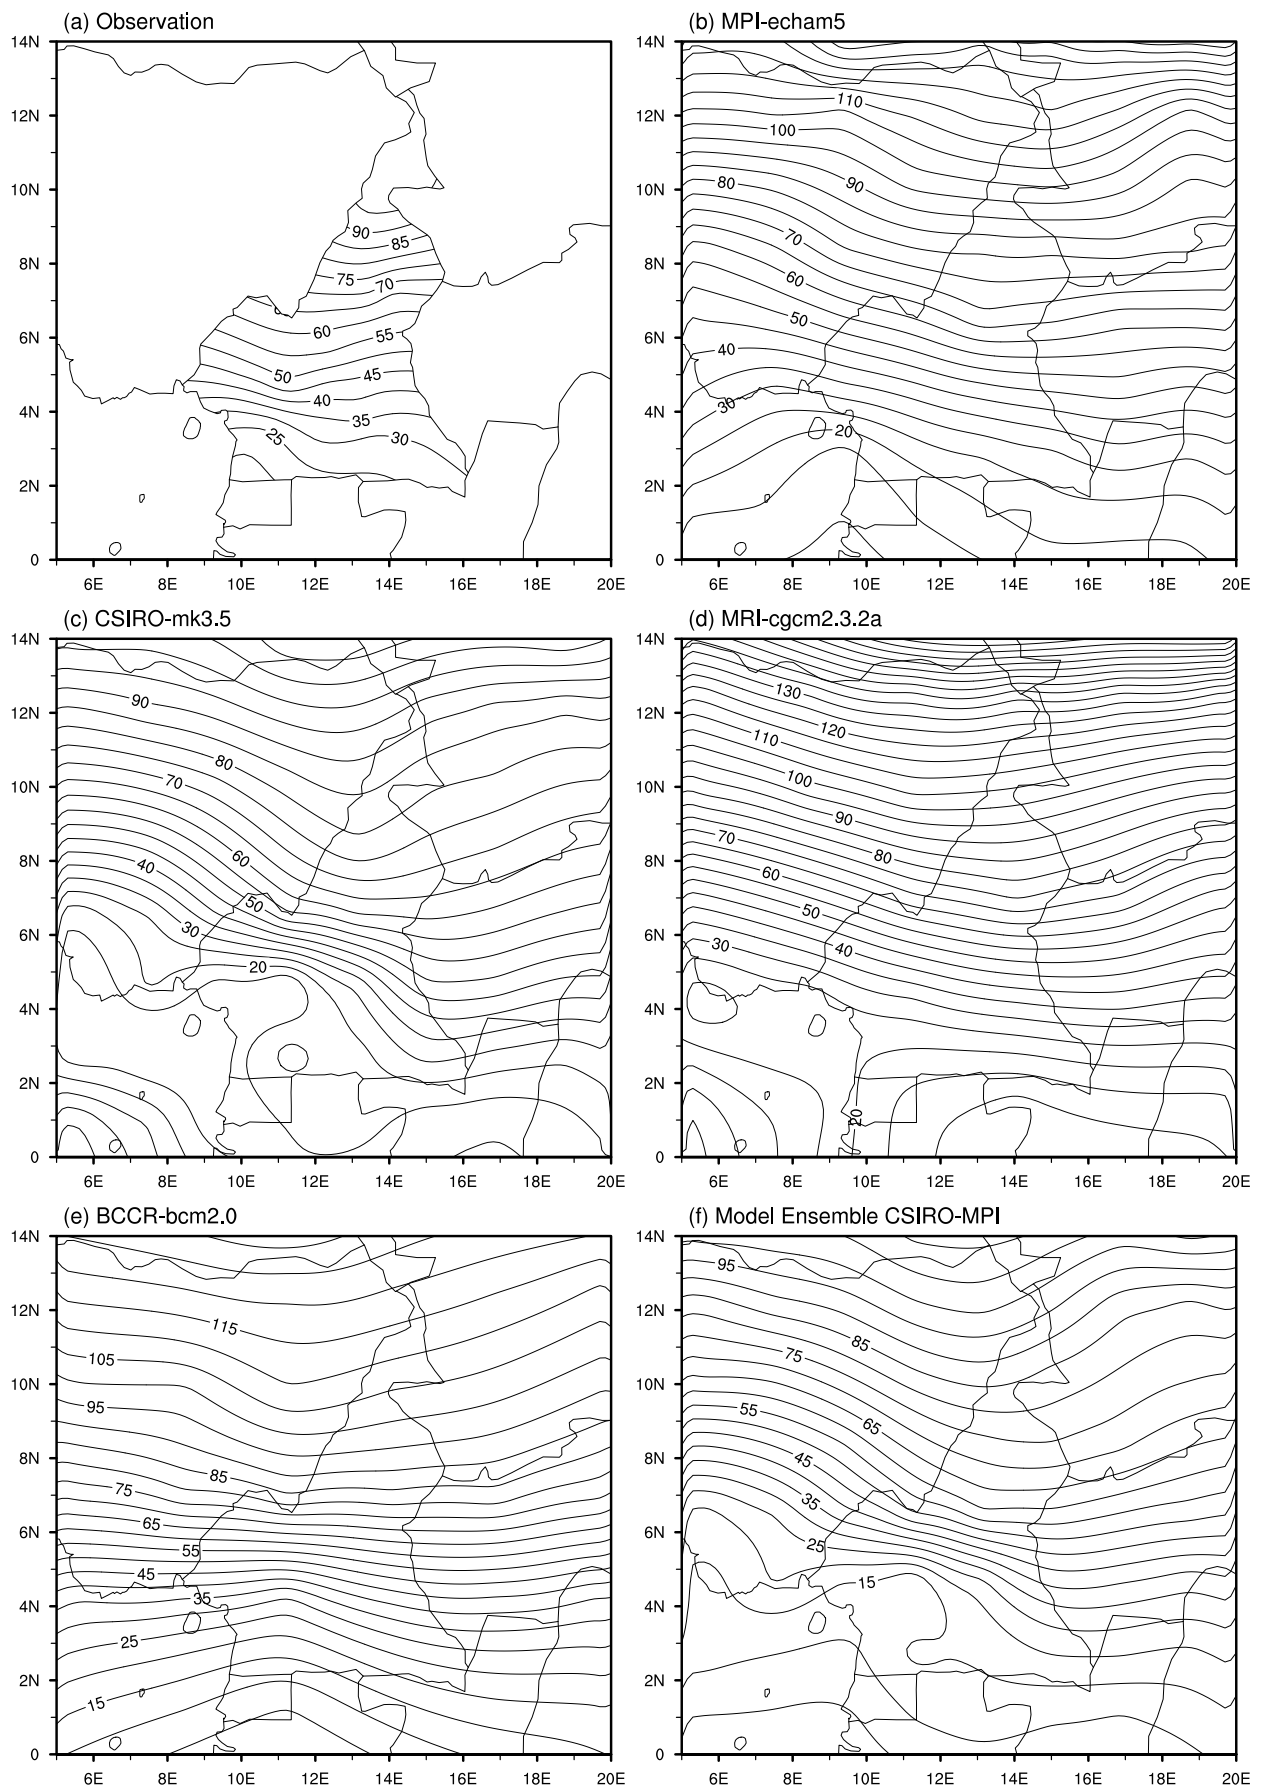 (a) Observation
14N
12N
10N
8N
6N
4N
2N
0
90
85
75
70
60
55
50
45
40
35
30
25
6E 8E 10E 12E 14E 16E 18E 20E
(b) MPI-echam5
14N
12N
10N
8N
6N
4N
2N
0
110
100
90
80
70
60
50
40
30
20
6E 8E 10E 12E 14E 16E 18E 20E
(c) CSIRO-mk3.5
14N
12N
10N
8N
6N
4N
2N
0
90
80
70
60
40
50
30
20
6E 8E 10E 12E 14E 16E 18E 20E
(d) MRI-cgcm2.3.2a
14N
12N
10N
8N
6N
4N
2N
0
130
120
110
100
90
70
80
60
50
40
30
20
6E 8E 10E 12E 14E 16E 18E 20E
(e) BCCR-bcm2.0
14N
12N
10N
8N
6N
4N
2N
0
115
105
95
85
75
65
55
45
35
25
15
6E 8E 10E 12E 14E 16E 18E 20E
(f) Model Ensemble CSIRO-MPI
14N
12N
10N
8N
6N
4N
2N
0
95
85
75
55
65
45
35
25
15
6E 8E 10E 12E 14E 16E 18E 20E